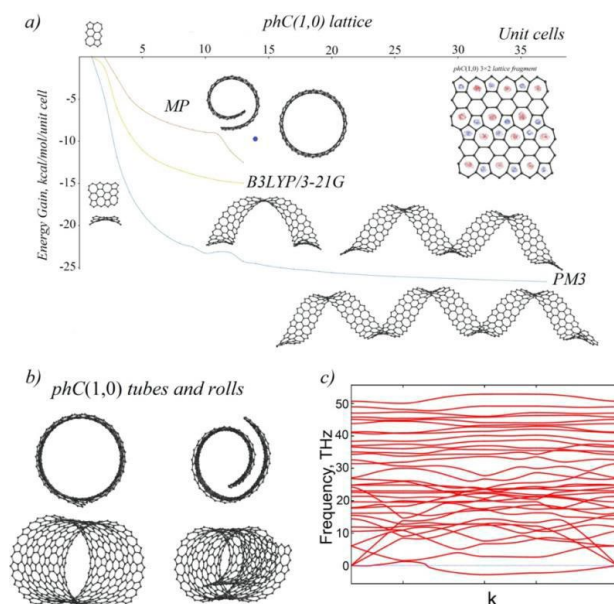 a)
phC(1,0) lattice
Unit cells
5 10 15 20 25 30 35
phC(1,0) 3×2 lattice fragment
Energy Gain, kcal/mol/unit cell
-5
-10
-15
-20
-25
MP
B3LYP/3-21G
PM3
b)
phC(1,0) tubes and rolls
c)
Frequency, THz
50
40
30
20
10
0
k